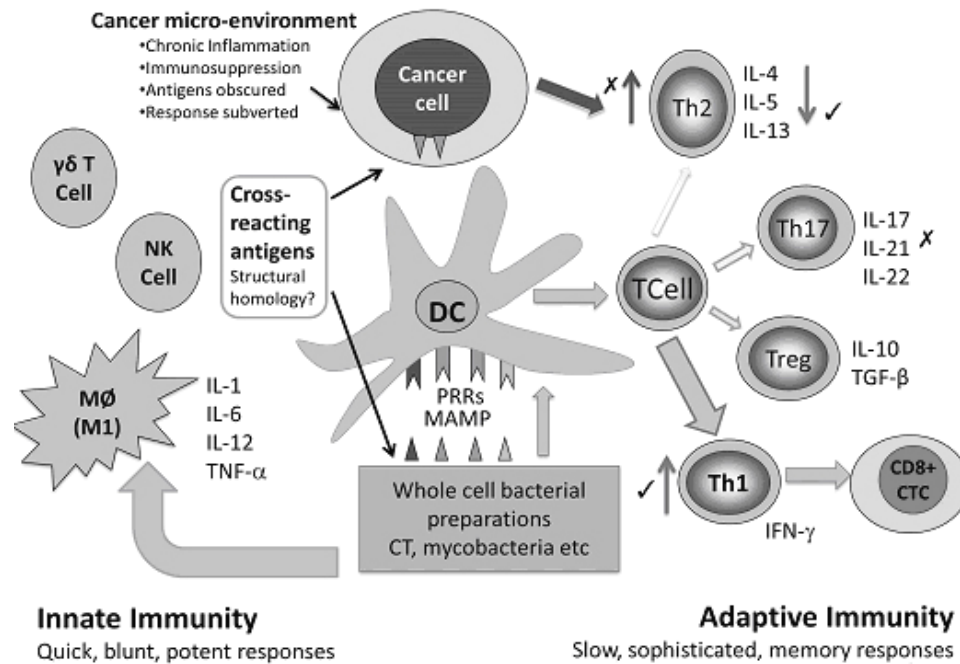 Cancer micro-environment
•Chronic Inflammation
•Immunosuppression
•Antigens obscured
•Response subverted
Cancer
cell
✗
Th2
IL-4
IL-5
IL-13
✓
γδ T
Cell
NK
Cell
Cross-
reacting
antigens
Structural
homology?
DC
TCell
Th17
IL-17
IL-21 ✗
IL-22
Treg
IL-10
TGF-β
MØ
(M1)
IL-1
IL-6
IL-12
TNF-α
PRRs
MAMP
Whole cell bacterial
preparations
CT, mycobacteria etc
✓
Th1
IFN-γ
CD8+
CTC
Innate Immunity
Quick, blunt, potent responses
Adaptive Immunity
Slow, sophisticated, memory responses